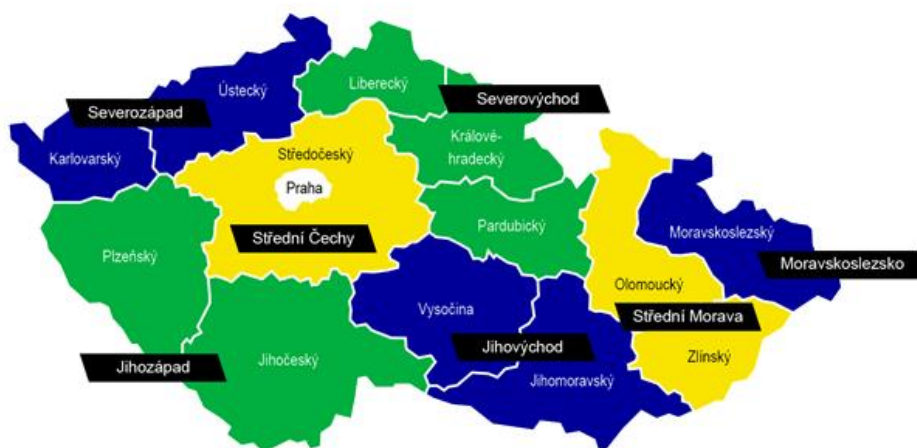 Ústecký
Liberecký
Severozápad
Severovýchod
Karlovarský
Středočeský
Králové-
hradecký
Praha
Plzeňský
Střední Čechy
Pardubický
Moravskoslezský
Moravskoslezsko
Olomoucký
Vysočina
Střední Morava
Jihozápad
Jihočeský
Jihovýchod
Zlínský
Jihomoravský